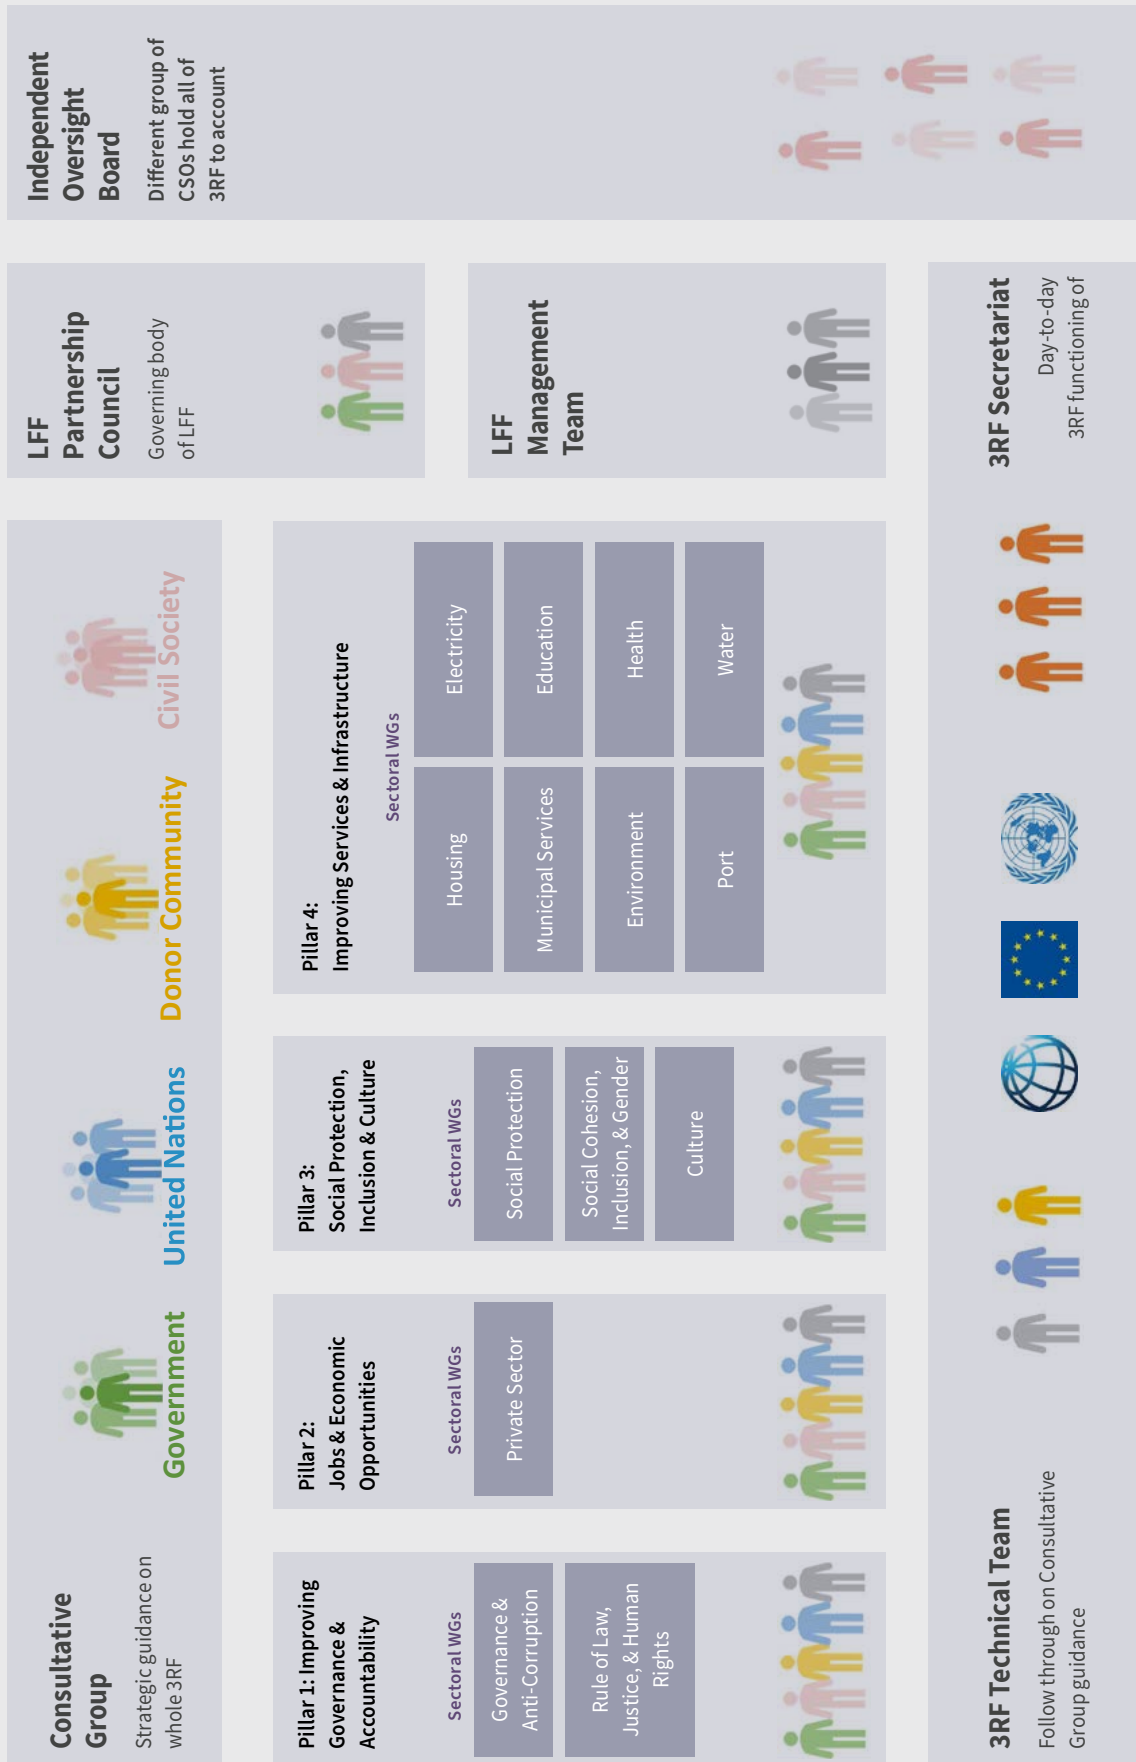 Consultative
Group
Strategic guidance on
whole 3RF
Government
United Nations
Donor Community
Civil Society
LFF
Partnership
Council
Governing body
of LFF
Independent
Oversight
Board
Different group of
CSOs hold all of
3RF to account
Pillar 1: Improving
Governance &
Accountability
Sectoral WGs
Governance &
Anti-Corruption
Rule of Law,
Justice, & Human
Rights
Pillar 2:
Jobs & Economic
Opportunities
Sectoral WGs
Private Sector
Pillar 3:
Social Protection,
Inclusion & Culture
Sectoral WGs
Social Protection
Social Cohesion,
Inclusion, & Gender
Culture
Pillar 4:
Improving Services & Infrastructure
Sectoral WGs
Housing
Electricity
Municipal Services
Education
Environment
Health
Port
Water
LFF
Management
Team
3RF Technical Team
Follow through on Consultative
Group guidance
3RF Secretariat
Day-to-day
3RF functioning of